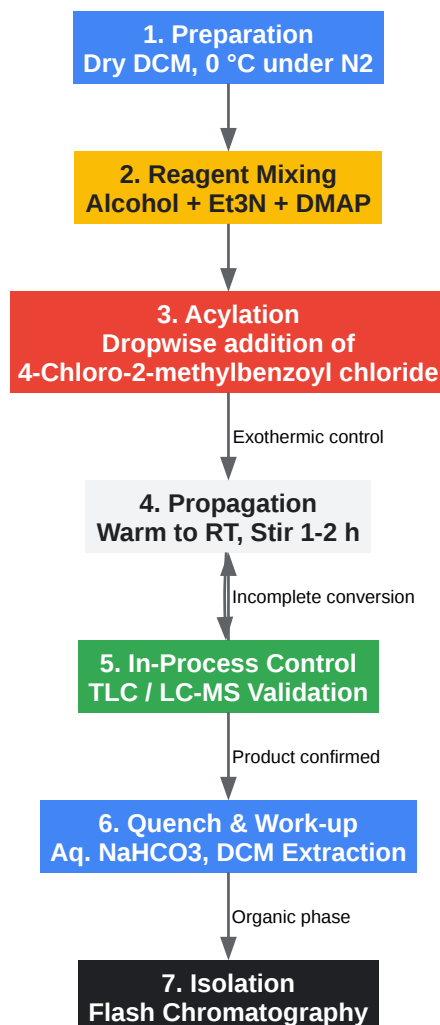 1. Preparation
Dry DCM, 0 °C under N2
2. Reagent Mixing
Alcohol + Et3N + DMAP
3. Acylation
Dropwise addition of
4-Chloro-2-methylbenzoyl chloride
Exothermic control
4. Propagation
Warm to RT, Stir 1-2 h
Incomplete conversion
5. In-Process Control
TLC / LC-MS Validation
Product confirmed
6. Quench & Work-up
Aq. NaHCO3, DCM Extraction
Organic phase
7. Isolation
Flash Chromatography